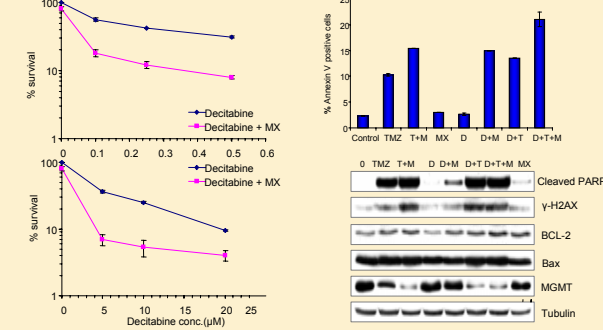 100
10
1
% survival
Decitabine
Decitabine + MX
0 0.1 0.2 0.3 0.4 0.5 0.6
100
10
1
% survival
Decitabine
Decitabine + MX
0 5 10 15 20 25
Decitabine conc.(µM)
25
20
15
10
5
0
% Annexin V positive cells
Control TMZ T+M MX D D+M D+T D+T+M
0 TMZ T+M D D+M D+T D+T+M MX
Cleaved PARP
γ-H2AX
BCL-2
Bax
MGMT
Tubulin